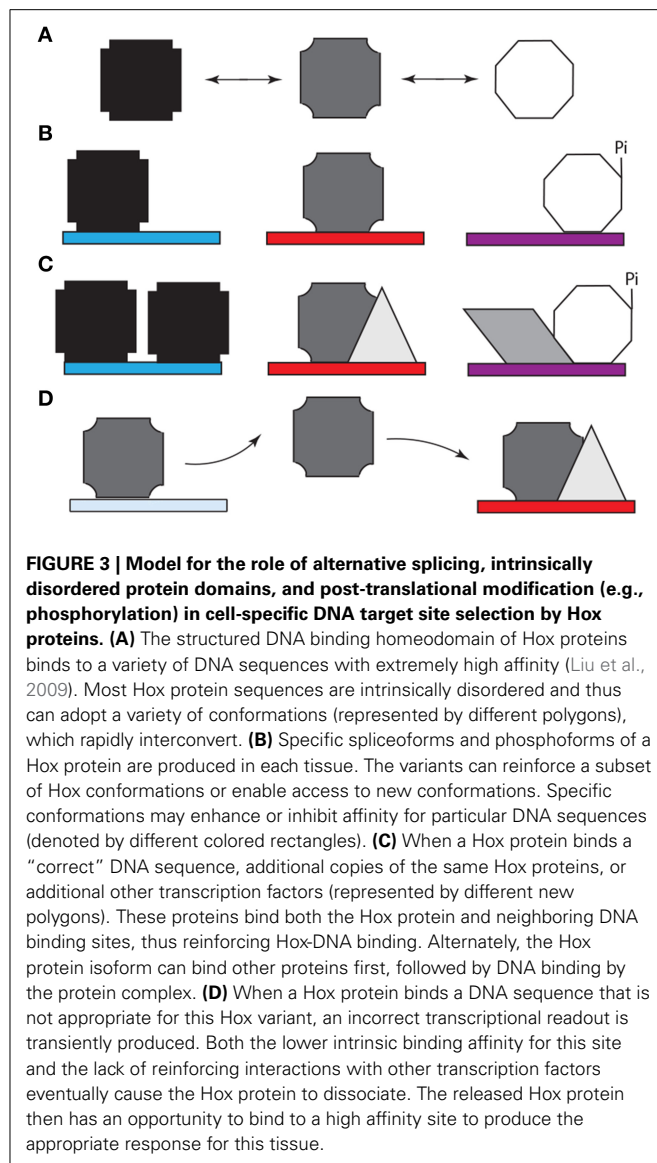 A
B
Pi
C
Pi
D
FIGURE 3 | Model for the role of alternative splicing, intrinsically
disordered protein domains, and post-translational modification (e.g.,
phosphorylation) in cell-specific DNA target site selection by Hox
proteins. (A) The structured DNA binding homeodomain of Hox proteins
binds to a variety of DNA sequences with extremely high affinity (Liu et al.,
2009). Most Hox protein sequences are intrinsically disordered and thus
can adopt a variety of conformations (represented by different polygons),
which rapidly interconvert. (B) Specific spliceoforms and phosphoforms of a
Hox protein are produced in each tissue. The variants can reinforce a subset
of Hox conformations or enable access to new conformations. Specific
conformations may enhance or inhibit affinity for particular DNA sequences
(denoted by different colored rectangles). (C) When a Hox protein binds a
“correct” DNA sequence, additional copies of the same Hox proteins, or
additional other transcription factors (represented by different new
polygons). These proteins bind both the Hox protein and neighboring DNA
binding sites, thus reinforcing Hox-DNA binding. Alternately, the Hox
protein isoform can bind other proteins first, followed by DNA binding by
the protein complex. (D) When a Hox protein binds a DNA sequence that is
not appropriate for this Hox variant, an incorrect transcriptional readout is
transiently produced. Both the lower intrinsic binding affinity for this site
and the lack of reinforcing interactions with other transcription factors
eventually cause the Hox protein to dissociate. The released Hox protein
then has an opportunity to bind to a high affinity site to produce the
appropriate response for this tissue.